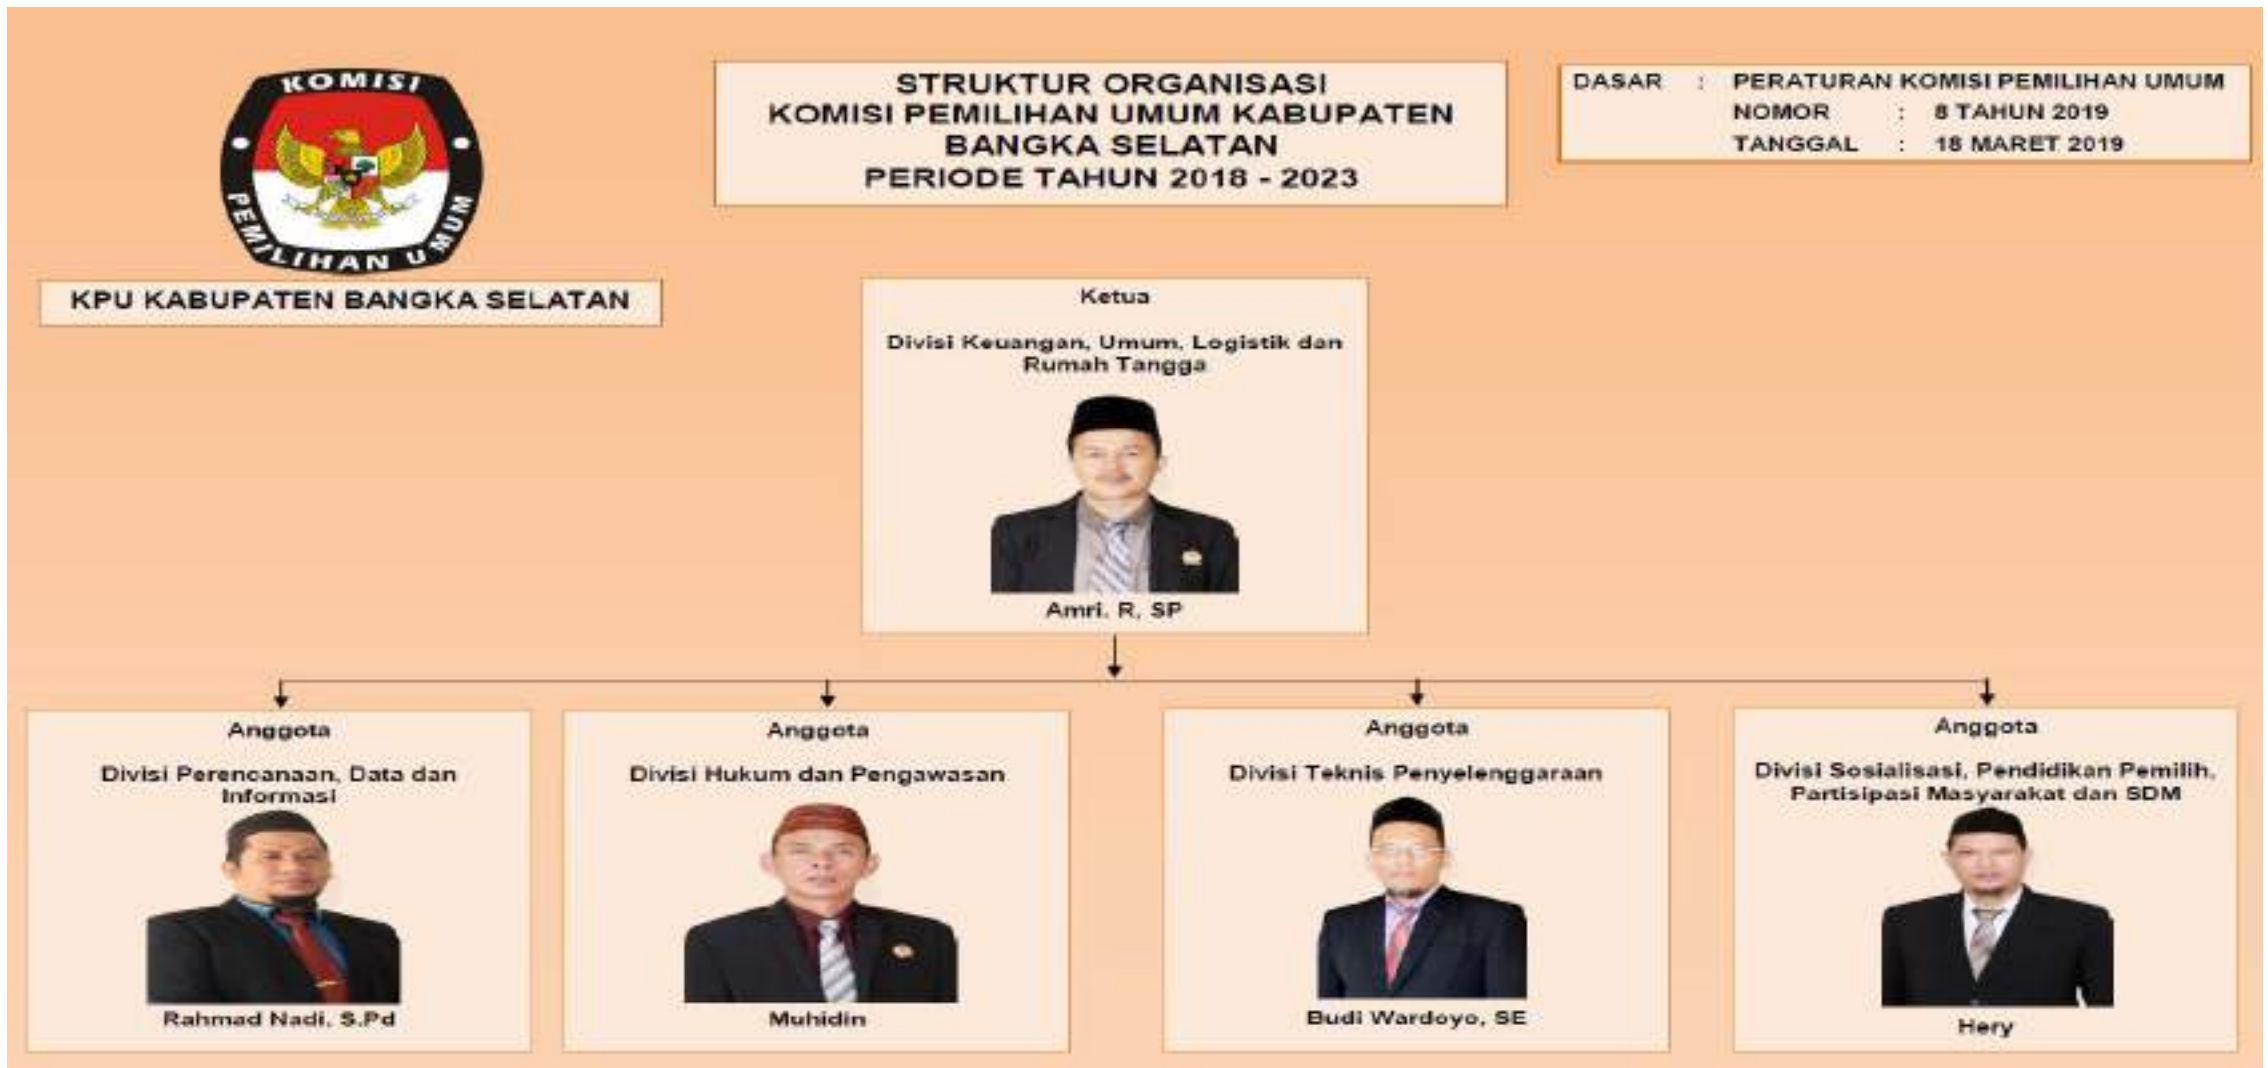 KOMISI
PEMILIHAN UMUM
KPU KABUPATEN BANGKA SELATAN
STRUKTUR ORGANISASI
KOMISI PEMILIHAN UMUM KABUPATEN
BANGKA SELATAN
PERIODE TAHUN 2018 - 2023
DASAR : PERATURAN KOMISI PEMILIHAN UMUM
NOMOR : 8 TAHUN 2019
TANGGAL : 18 MARET 2019
Ketua
Divisi Keuangan, Umum, Logistik dan
Rumah Tangga
Amri. R, SP
Anggota
Divisi Perencanaan, Data dan
Informasi
Rahmad Nadi, S.Pd
Anggota
Divisi Hukum dan Pengawasan
Muhidin
Anggota
Divisi Teknis Penyelenggaraan
Budi Wardoyo, SE
Anggota
Divisi Sosialisasi, Pendidikan Pemilih,
Partisipasi Masyarakat dan SDM
Hery